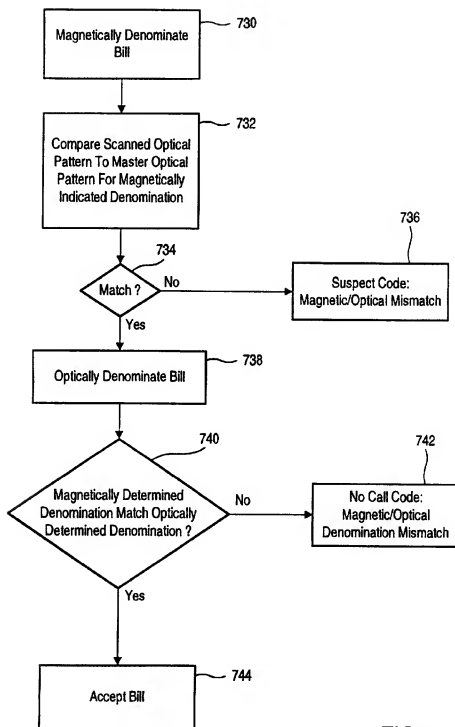 Magnetically Denominate
Bill
730
Compare Scanned Optical
Pattern To Master Optical
Pattern For Magnetically
Indicated Denomination
732
734
Match ?
No
736
Suspect Code:
Magnetic/Optical Mismatch
Yes
Optically Denominate Bill
738
740
Magnetically Determined
Denomination Match Optically
Determined Denomination ?
No
742
No Call Code:
Magnetic/Optical
Denomination Mismatch
Yes
744
Accept Bill